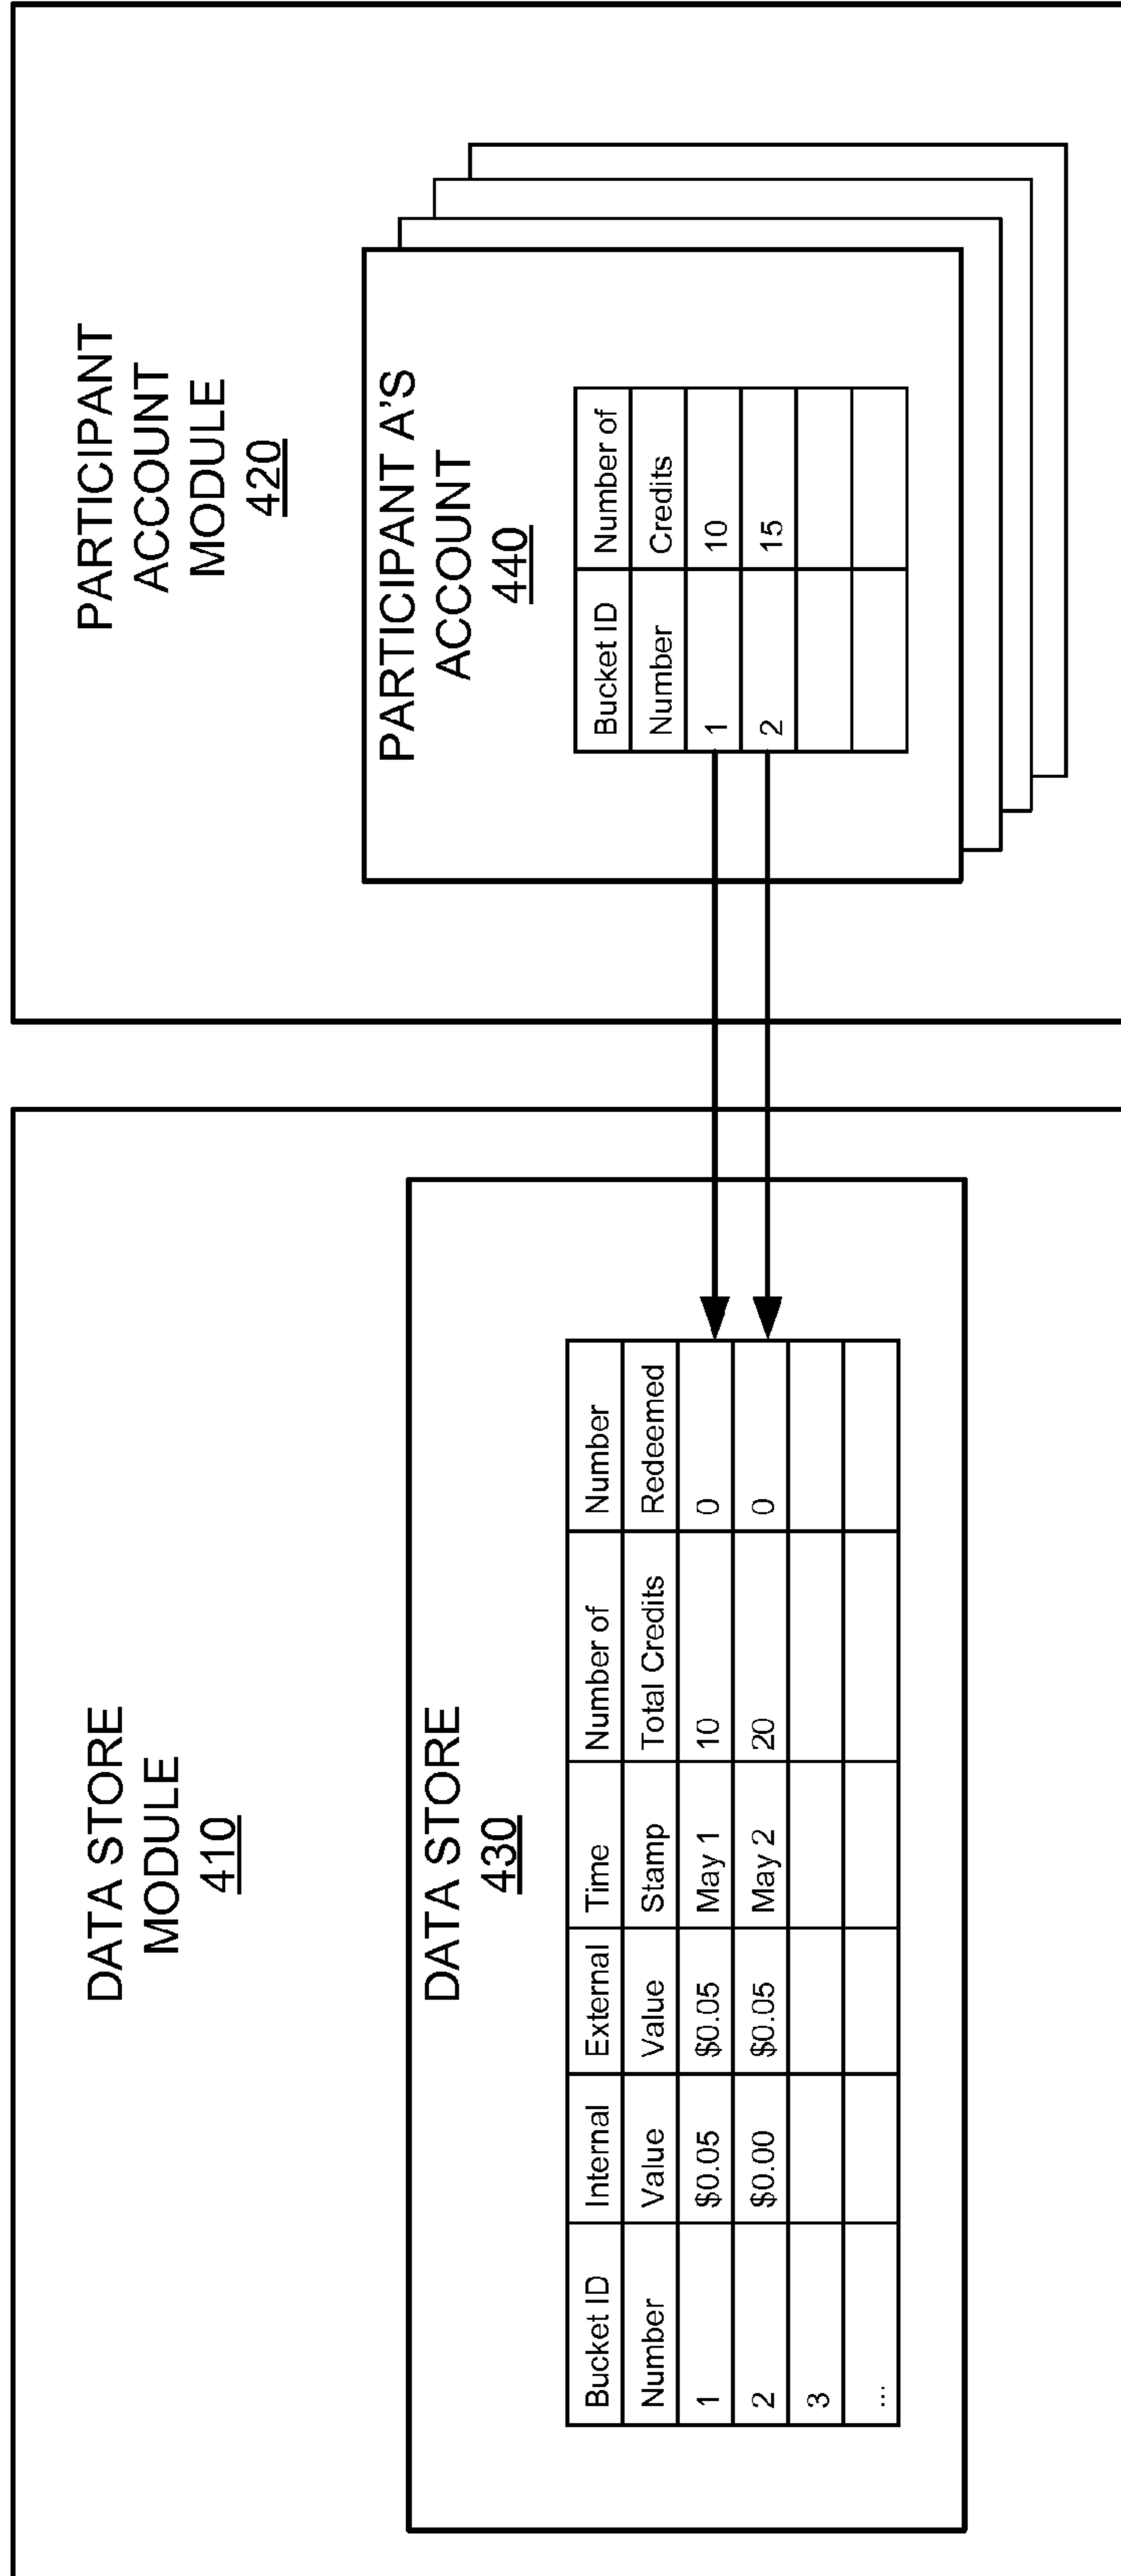 DATA STORE
MODULE
410
DATA STORE
430
Bucket ID Internal External Time Number of Number
Number Value Value Stamp Total Credits Redeemed
1 $0.05 $0.05 May 1 10 0
2 $0.00 $0.05 May 2 20 0
3
...
PARTICIPANT
ACCOUNT
MODULE
420
PARTICIPANT A'S
ACCOUNT
440
Bucket ID Number of
Number Credits
1 10
2 15